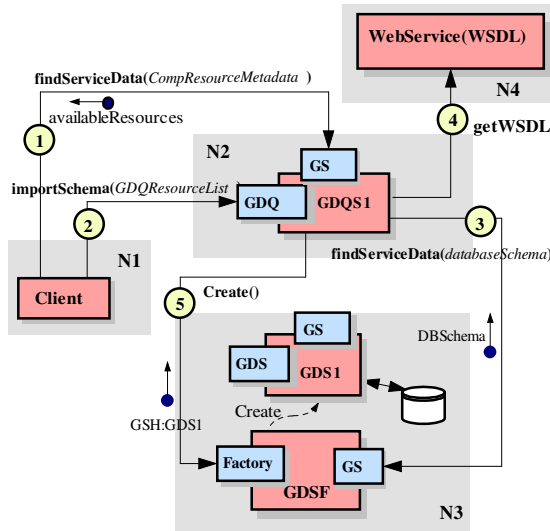 WebService(WSDL)
N4
findServiceData(CompResourceMetadata )
availableResources
1
4
getWSDL
N2
GS
importSchema(GDQResourceList )
GDQ
GDQS1
2
3
findServiceData(databaseSchema)
N1
Client
Create()
5
GS
DBSchema
GDS
GDS1
Create
GSH:GDS1
Factory
GS
GDSF
N3